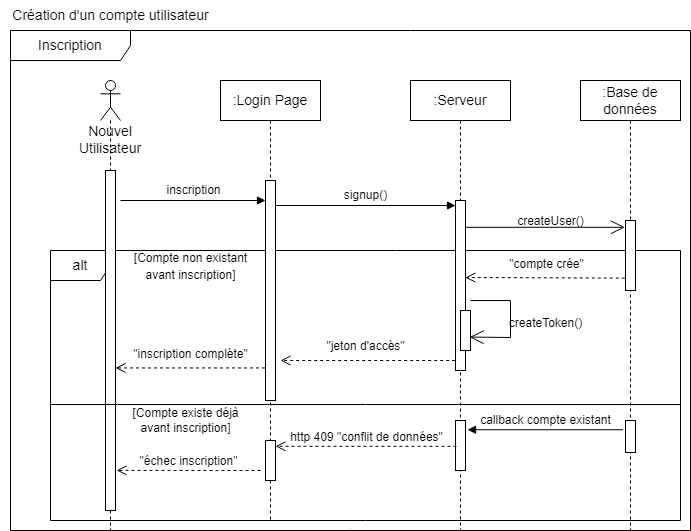 Création d'un compte utilisateur
Inscription
:Login Page
:Serveur
:Base de
données
Nouvel
Utilisateur
inscription
signup()
createUser()
alt
[Compte non existant
avant inscription]
"compte crée"
createToken()
"jeton d'accès"
"inscription complète"
[Compte existe déjà
avant inscription]
callback compte existant
http 409 "conflit de données"
"échec inscription"